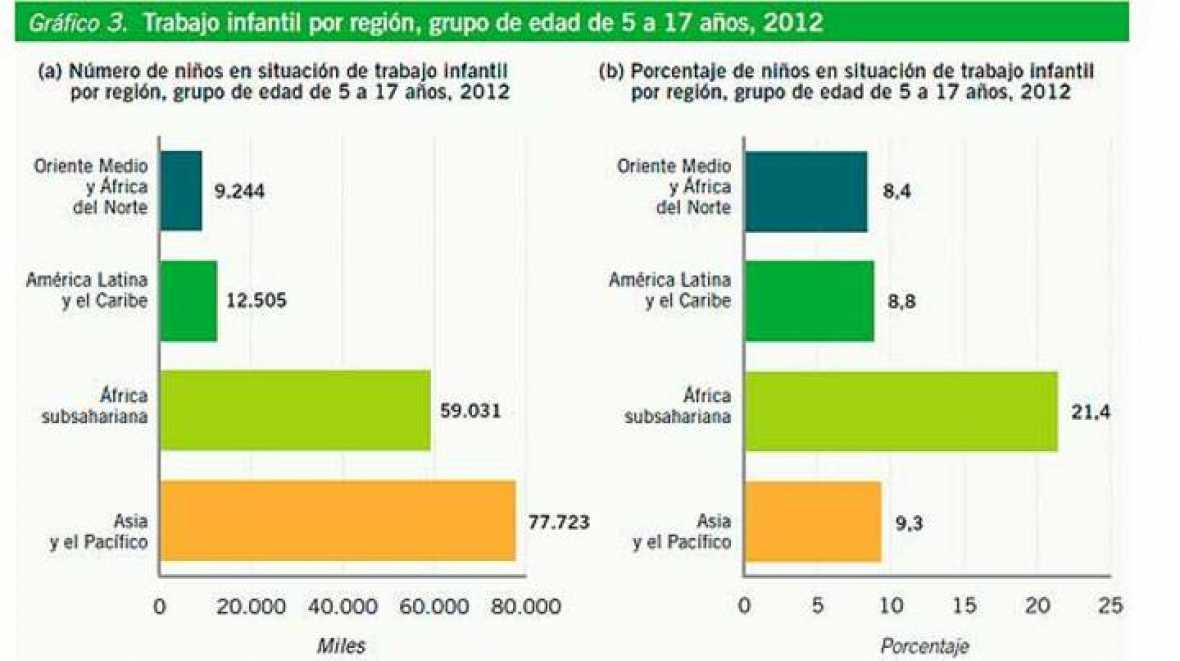 Gráfico 3. Trabajo infantil por región, grupo de edad de 5 a 17 años, 2012
(a) Número de niños en situación de trabajo infantil
por región, grupo de edad de 5 a 17 años, 2012
Oriente Medio
y África
del Norte
9.244
América Latina
y el Caribe
12.505
África
subsahariana
59.031
Asia
y el Pacífico
77.723
0 20.000 40.000 60.000 80.000
Miles
(b) Porcentaje de niños en situación de trabajo infantil
por región, grupo de edad de 5 a 17 años, 2012
Oriente Medio
y África
del Norte
8,4
América Latina
y el Caribe
8,8
África
subsahariana
21,4
Asia
y el Pacífico
9,3
0 5 10 15 20 25
Porcentaje